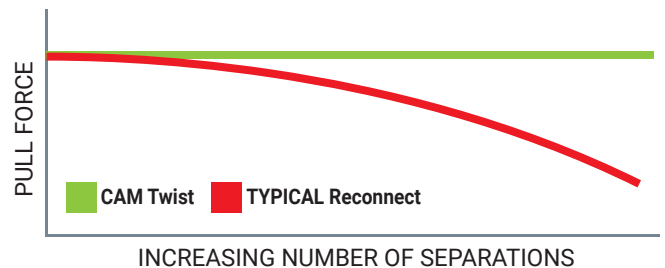 PULL FORCE
CAM Twist
TYPICAL Reconnect
INCREASING NUMBER OF SEPARATIONS